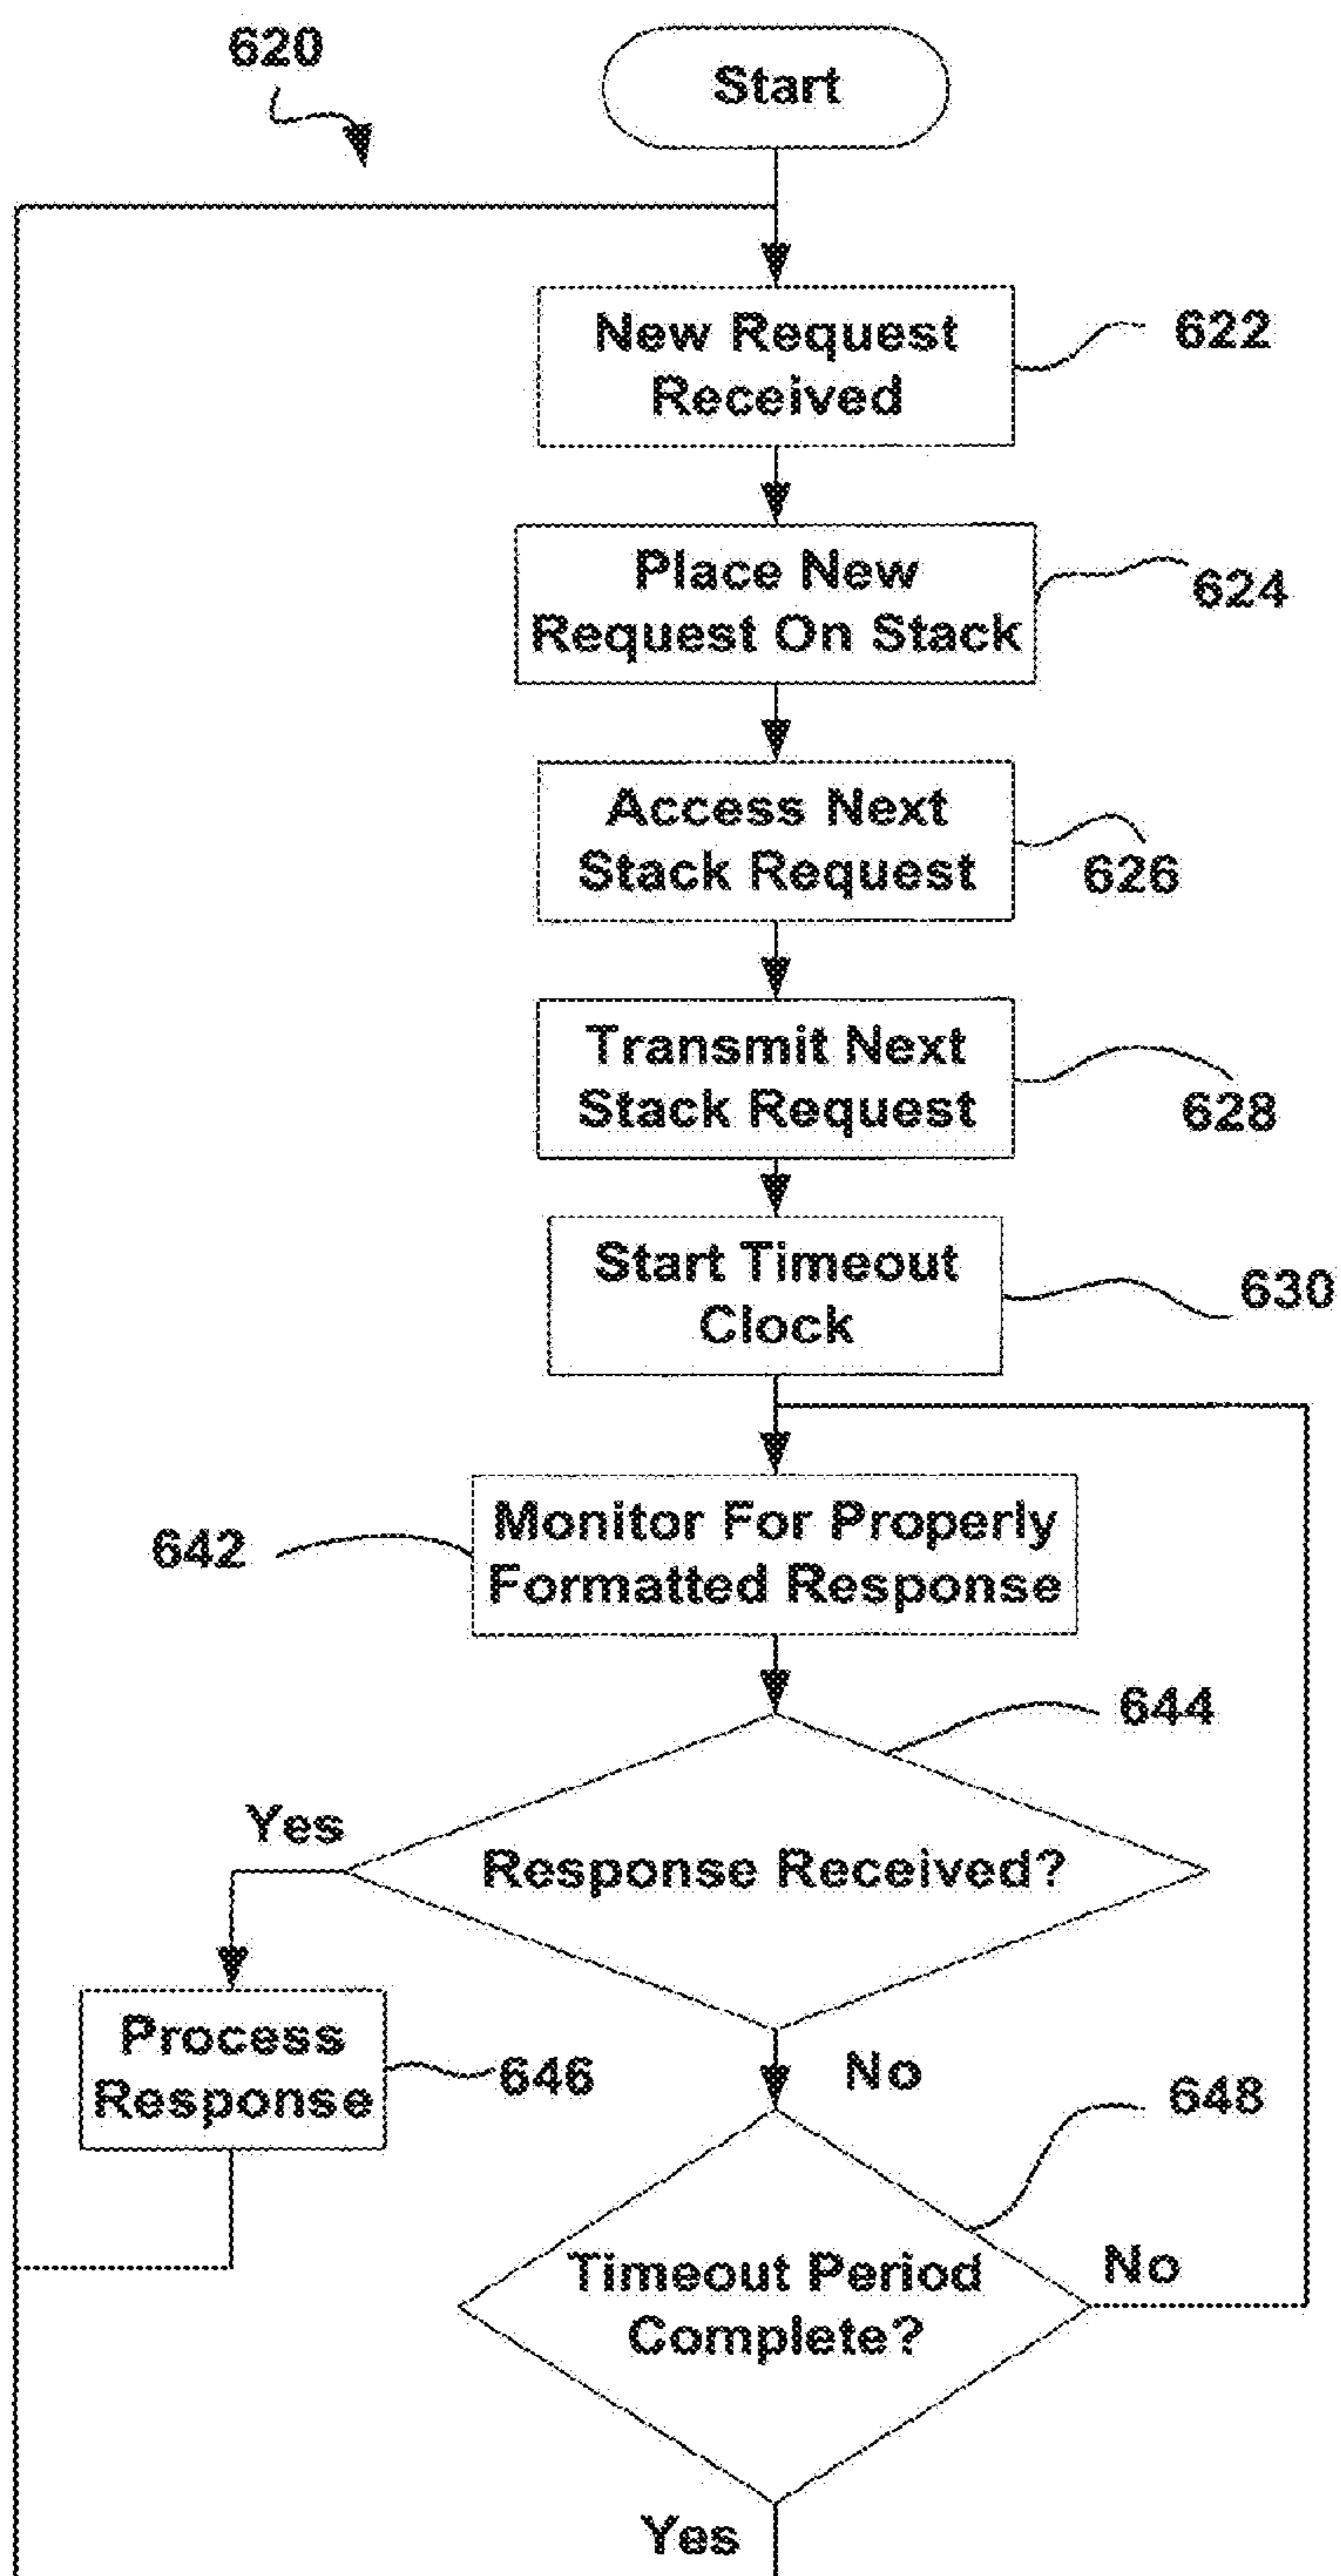 620
Start
New Request
Received
622
Place New
Request On Stack
624
Access Next
Stack Request
626
Transmit Next
Stack Request
628
Start Timeout
Clock
630
Monitor For Properly
Formatted Response
642
644
Yes
Response Received?
Process
Response
646
No
648
Timeout Period
Complete?
No
Yes